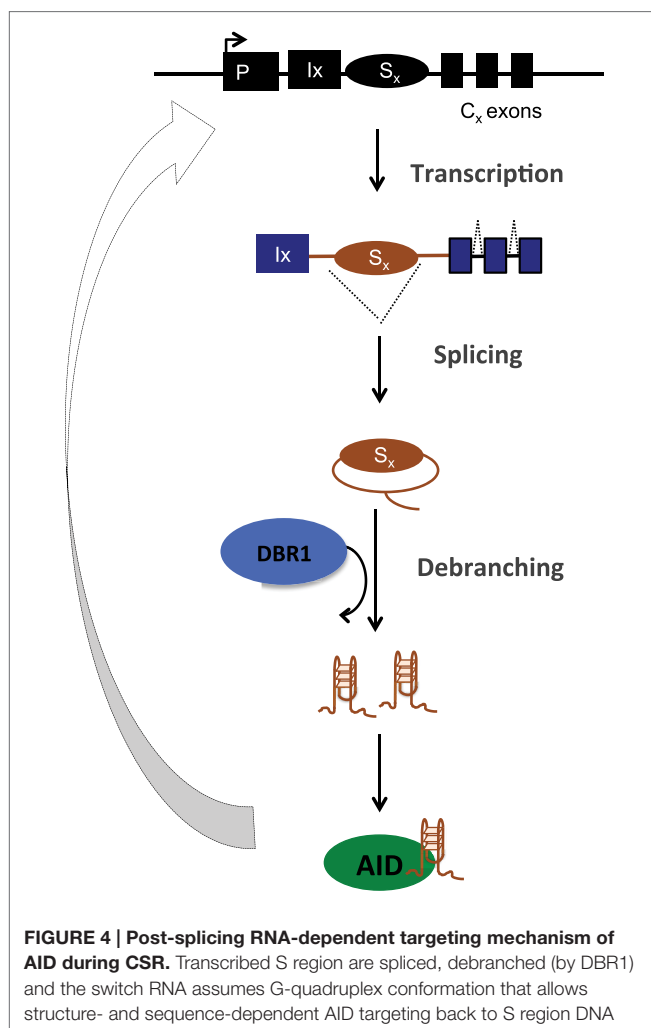 P Ix Sx
Cx exons
Transcription
Ix Sx
Splicing
Sx
DBR1
Debranching
AID
FIGURE 4 | Post-splicing RNA-dependent targeting mechanism of
AID during CSR. Transcribed S region are spliced, debranched (by DBR1)
and the switch RNA assumes G-quadruplex conformation that allows
structure- and sequence-dependent AID targeting back to S region DNA